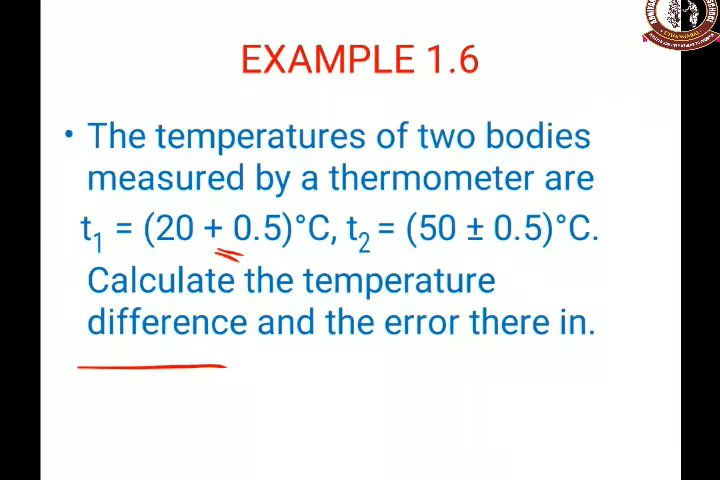 EXAMPLE 1.6
• The temperatures of two bodies
measured by a thermometer are
t₁ = (20 + 0.5)°C, t₂ = (50 ± 0.5)°C.
Calculate the temperature
difference and the error there in.